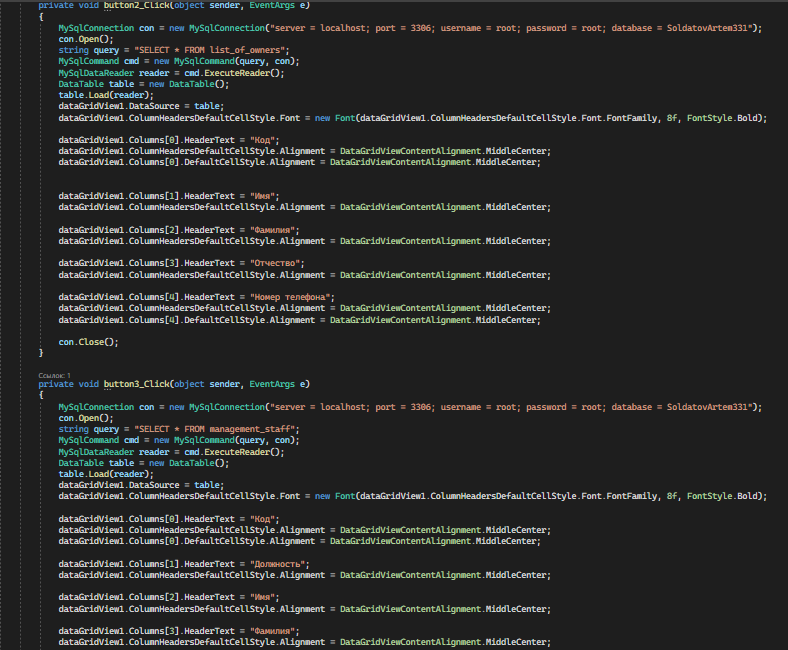 private void button2_Click(object sender, EventArgs e)
{
MySqlConnection con = new MySqlConnection("server = localhost; port = 3306; username = root; password = root; database = SoldatovArtem331");
con.Open();
string query = "SELECT * FROM list_of_owners";
MySqlCommand cmd = new MySqlCommand(query, con);
MySqlDataReader reader = cmd.ExecuteReader();
DataTable table = new DataTable();
table.Load(reader);
dataGridView1.DataSource = table;
dataGridView1.ColumnHeadersDefaultCellStyle.Font = new Font(dataGridView1.ColumnHeadersDefaultCellStyle.Font.FontFamily, 8f, FontStyle.Bold);
dataGridView1.Columns[0].HeaderText = "Код";
dataGridView1.ColumnHeadersDefaultCellStyle.Alignment = DataGridViewContentAlignment.MiddleCenter;
dataGridView1.Columns[0].DefaultCellStyle.Alignment = DataGridViewContentAlignment.MiddleCenter;
dataGridView1.Columns[1].HeaderText = "Имя";
dataGridView1.ColumnHeadersDefaultCellStyle.Alignment = DataGridViewContentAlignment.MiddleCenter;
dataGridView1.Columns[2].HeaderText = "Фамилия";
dataGridView1.ColumnHeadersDefaultCellStyle.Alignment = DataGridViewContentAlignment.MiddleCenter;
dataGridView1.Columns[3].HeaderText = "Отчество";
dataGridView1.ColumnHeadersDefaultCellStyle.Alignment = DataGridViewContentAlignment.MiddleCenter;
dataGridView1.Columns[4].HeaderText = "Номер телефона";
dataGridView1.ColumnHeadersDefaultCellStyle.Alignment = DataGridViewContentAlignment.MiddleCenter;
dataGridView1.Columns[4].DefaultCellStyle.Alignment = DataGridViewContentAlignment.MiddleCenter;
con.Close();
}
Ссылок: 1
private void button3_Click(object sender, EventArgs e)
{
MySqlConnection con = new MySqlConnection("server = localhost; port = 3306; username = root; password = root; database = SoldatovArtem331");
con.Open();
string query = "SELECT * FROM management_staff";
MySqlCommand cmd = new MySqlCommand(query, con);
MySqlDataReader reader = cmd.ExecuteReader();
DataTable table = new DataTable();
table.Load(reader);
dataGridView1.DataSource = table;
dataGridView1.ColumnHeadersDefaultCellStyle.Font = new Font(dataGridView1.ColumnHeadersDefaultCellStyle.Font.FontFamily, 8f, FontStyle.Bold);
dataGridView1.Columns[0].HeaderText = "Код";
dataGridView1.ColumnHeadersDefaultCellStyle.Alignment = DataGridViewContentAlignment.MiddleCenter;
dataGridView1.Columns[0].DefaultCellStyle.Alignment = DataGridViewContentAlignment.MiddleCenter;
dataGridView1.Columns[1].HeaderText = "Должность";
dataGridView1.ColumnHeadersDefaultCellStyle.Alignment = DataGridViewContentAlignment.MiddleCenter;
dataGridView1.Columns[2].HeaderText = "Имя";
dataGridView1.ColumnHeadersDefaultCellStyle.Alignment = DataGridViewContentAlignment.MiddleCenter;
dataGridView1.Columns[3].HeaderText = "Фамилия";
dataGridView1.ColumnHeadersDefaultCellStyle.Alignment = DataGridViewContentAlignment.MiddleCenter;